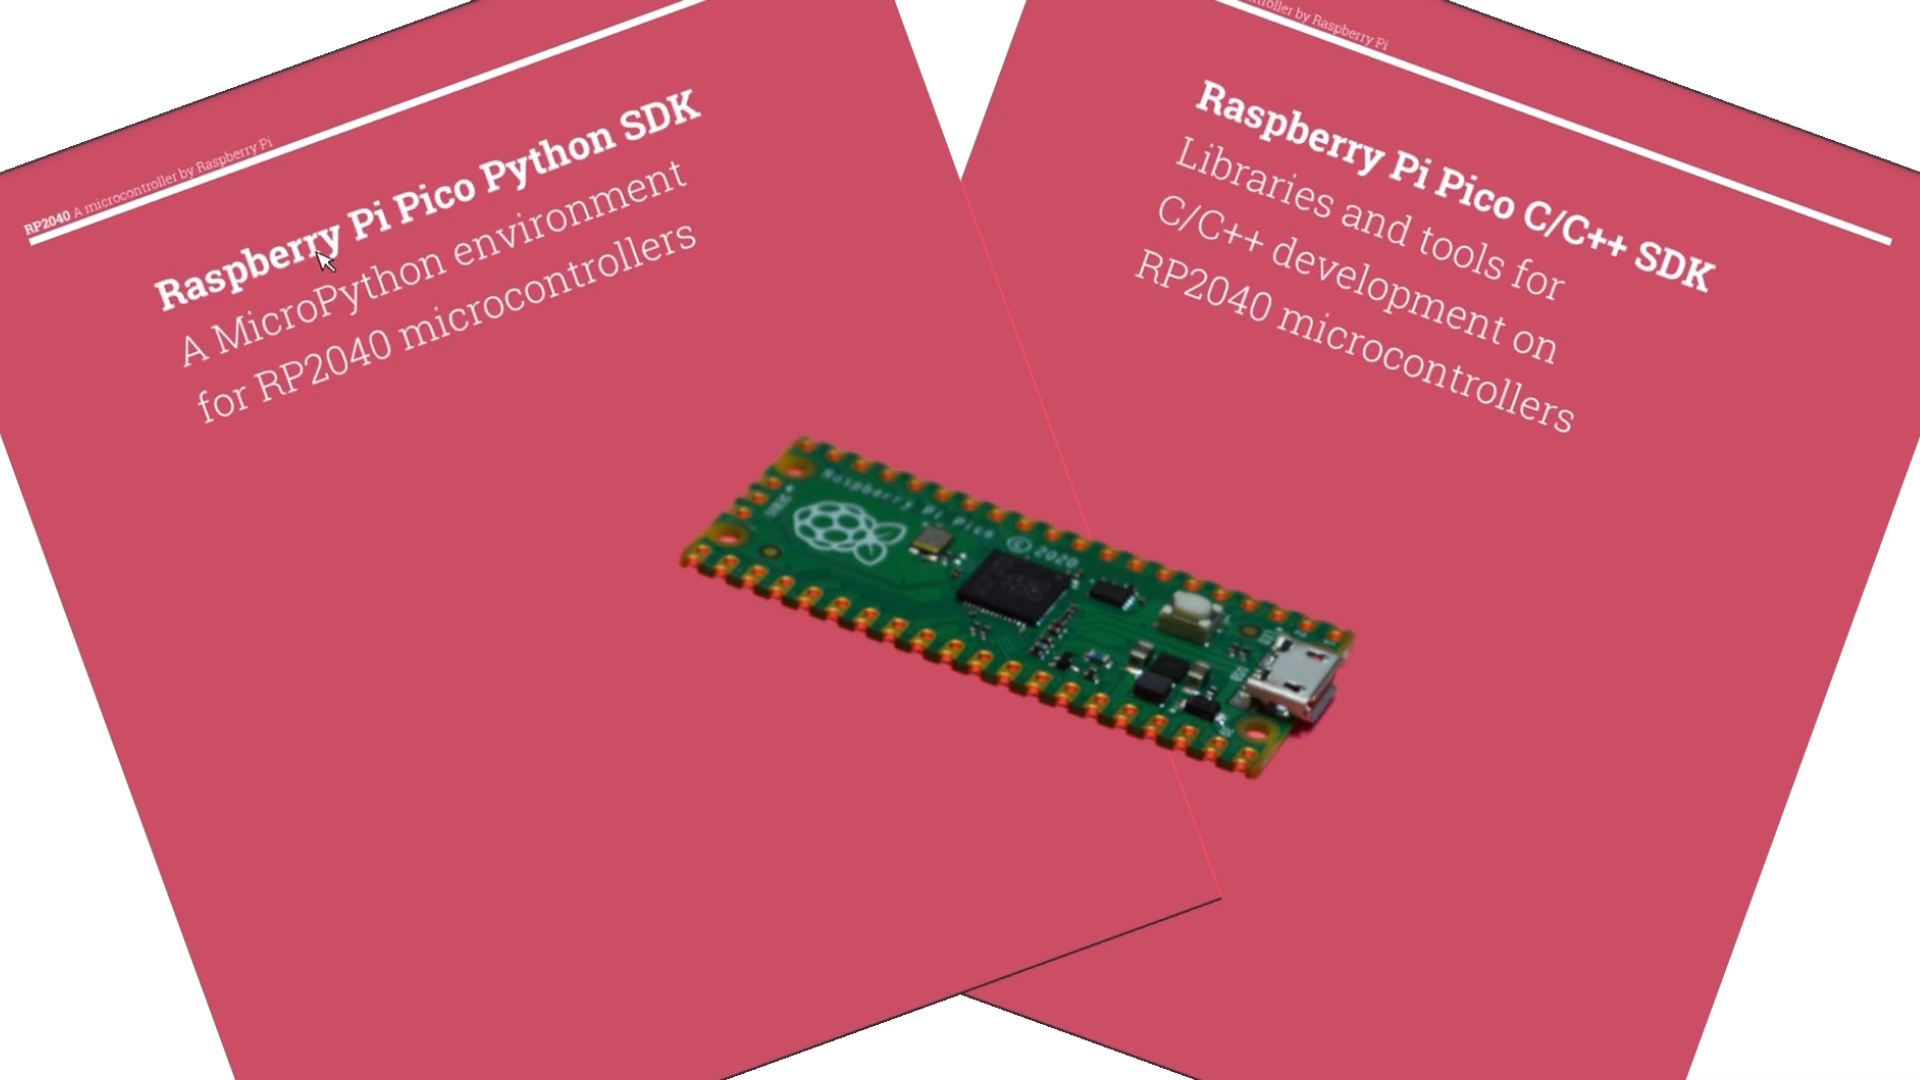 RP2040 A microcontroller by Raspberry Pi
Raspberry Pi Pico Python SDK
A MicroPython environment
for RP2040 microcontrollers
by Raspberry Pi
Raspberry Pi Pico C/C++ SDK
Libraries and tools for
C/C++ development on
RP2040 microcontrollers
Raspberry Pi Pico © 2020